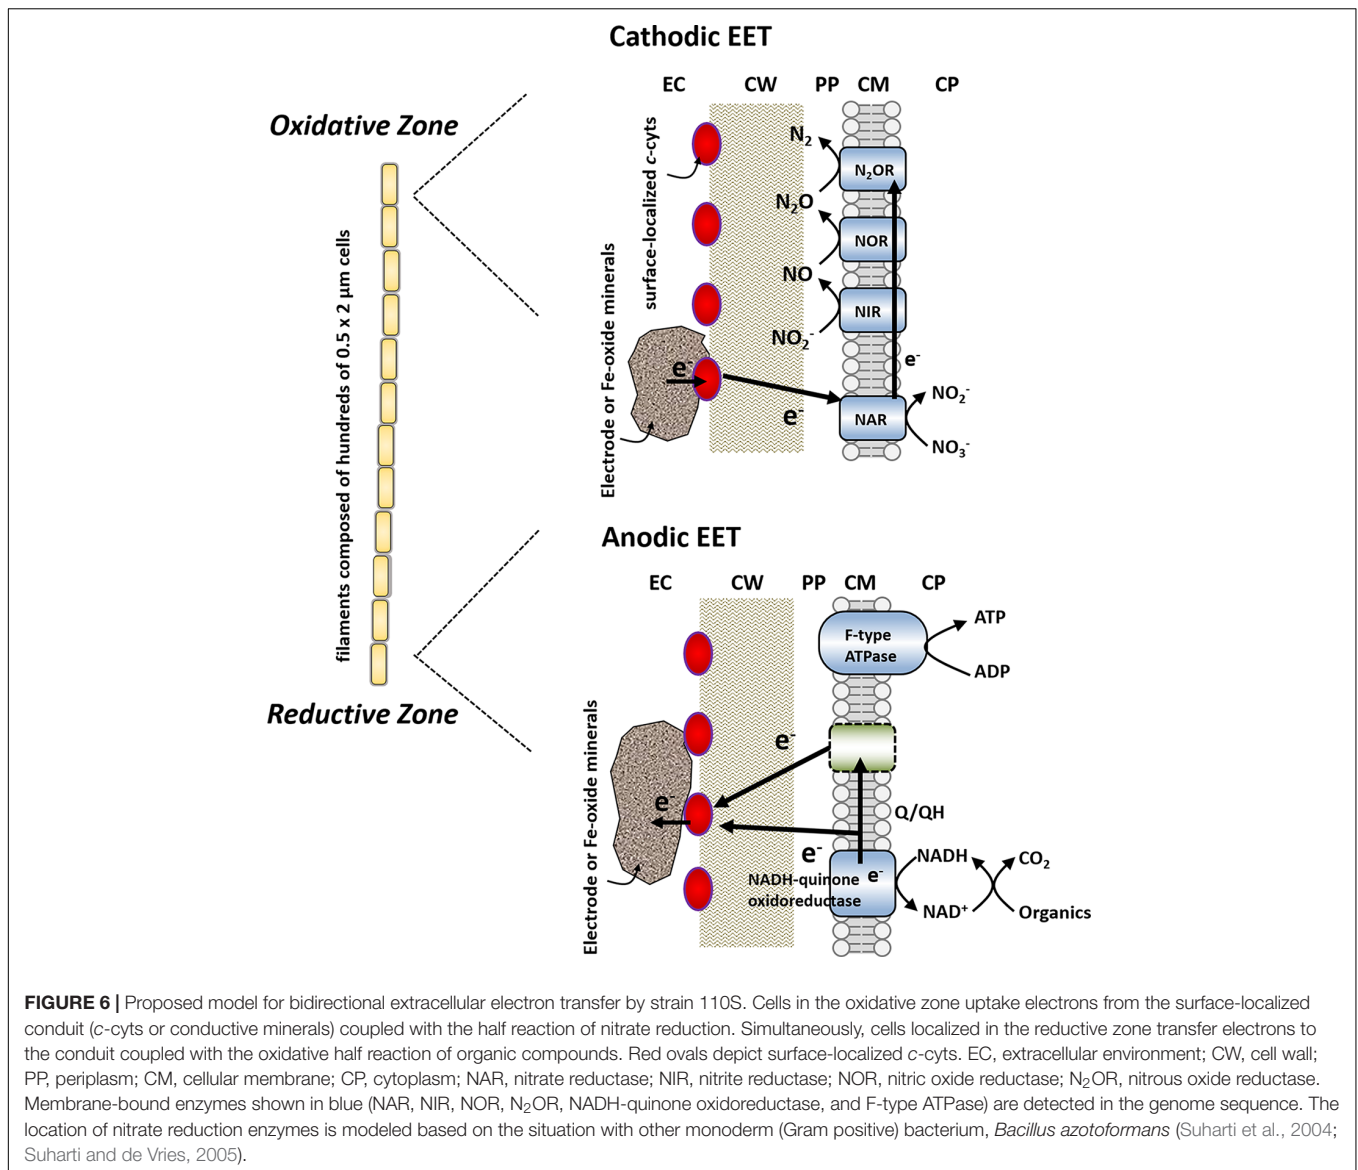 Cathodic EET
EC CW PP CM CP
Oxidative Zone
filaments composed of hundreds of 0.5 x 2 µm cells
Reductive Zone
surface-localized c-cyts
Electrode or Fe-oxide minerals
N2
N2O
NO
NO2-
N2OR
NOR
NIR
NAR
e-
e-
e-
NO2-
NO3-
Anodic EET
EC CW PP CM CP
Electrode or Fe-oxide minerals
F-type
ATPase
ATP
ADP
e-
e-
e-
Q/QH
NADH-quinone
oxidoreductase
e-
NADH
NAD+
CO2
Organics
FIGURE 6 | Proposed model for bidirectional extracellular electron transfer by strain 110S. Cells in the oxidative zone uptake electrons from the surface-localized
conduit (c-cyts or conductive minerals) coupled with the half reaction of nitrate reduction. Simultaneously, cells localized in the reductive zone transfer electrons to
the conduit coupled with the oxidative half reaction of organic compounds. Red ovals depict surface-localized c-cyts. EC, extracellular environment; CW, cell wall;
PP, periplasm; CM, cellular membrane; CP, cytoplasm; NAR, nitrate reductase; NIR, nitrite reductase; NOR, nitric oxide reductase; N2OR, nitrous oxide reductase.
Membrane-bound enzymes shown in blue (NAR, NIR, NOR, N2OR, NADH-quinone oxidoreductase, and F-type ATPase) are detected in the genome sequence. The
location of nitrate reduction enzymes is modeled based on the situation with other monoderm (Gram positive) bacterium, Bacillus azotoformans (Suharti et al., 2004;
Suharti and de Vries, 2005).